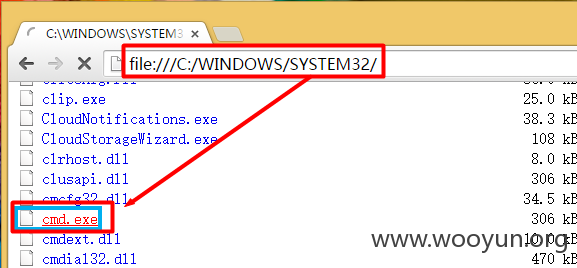 C:\WINDOWS\SYSTEM3
file:///C:/WINDOWS/SYSTEM32/
clip.exe 25.0 kB
CloudNotifications.exe 38.3 kB
CloudStorageWizard.exe 108 kB
clrhost.dll 8.0 kB
clusapi.dll 306 kB
cmcfg32.dll 34.5 kB
cmd.exe 306 kB
cmdext.dll kB
cmdial32.dll 470 kB
www.wooyun.org